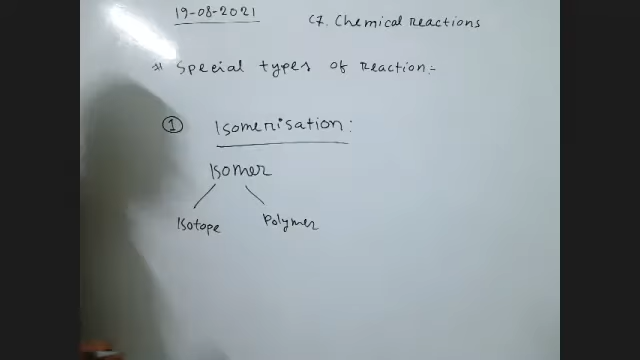 19-08-2021
C7. Chemical reactions
* Special types of reaction:-
① Isomerisation:
Isomer
Isotope Polymer